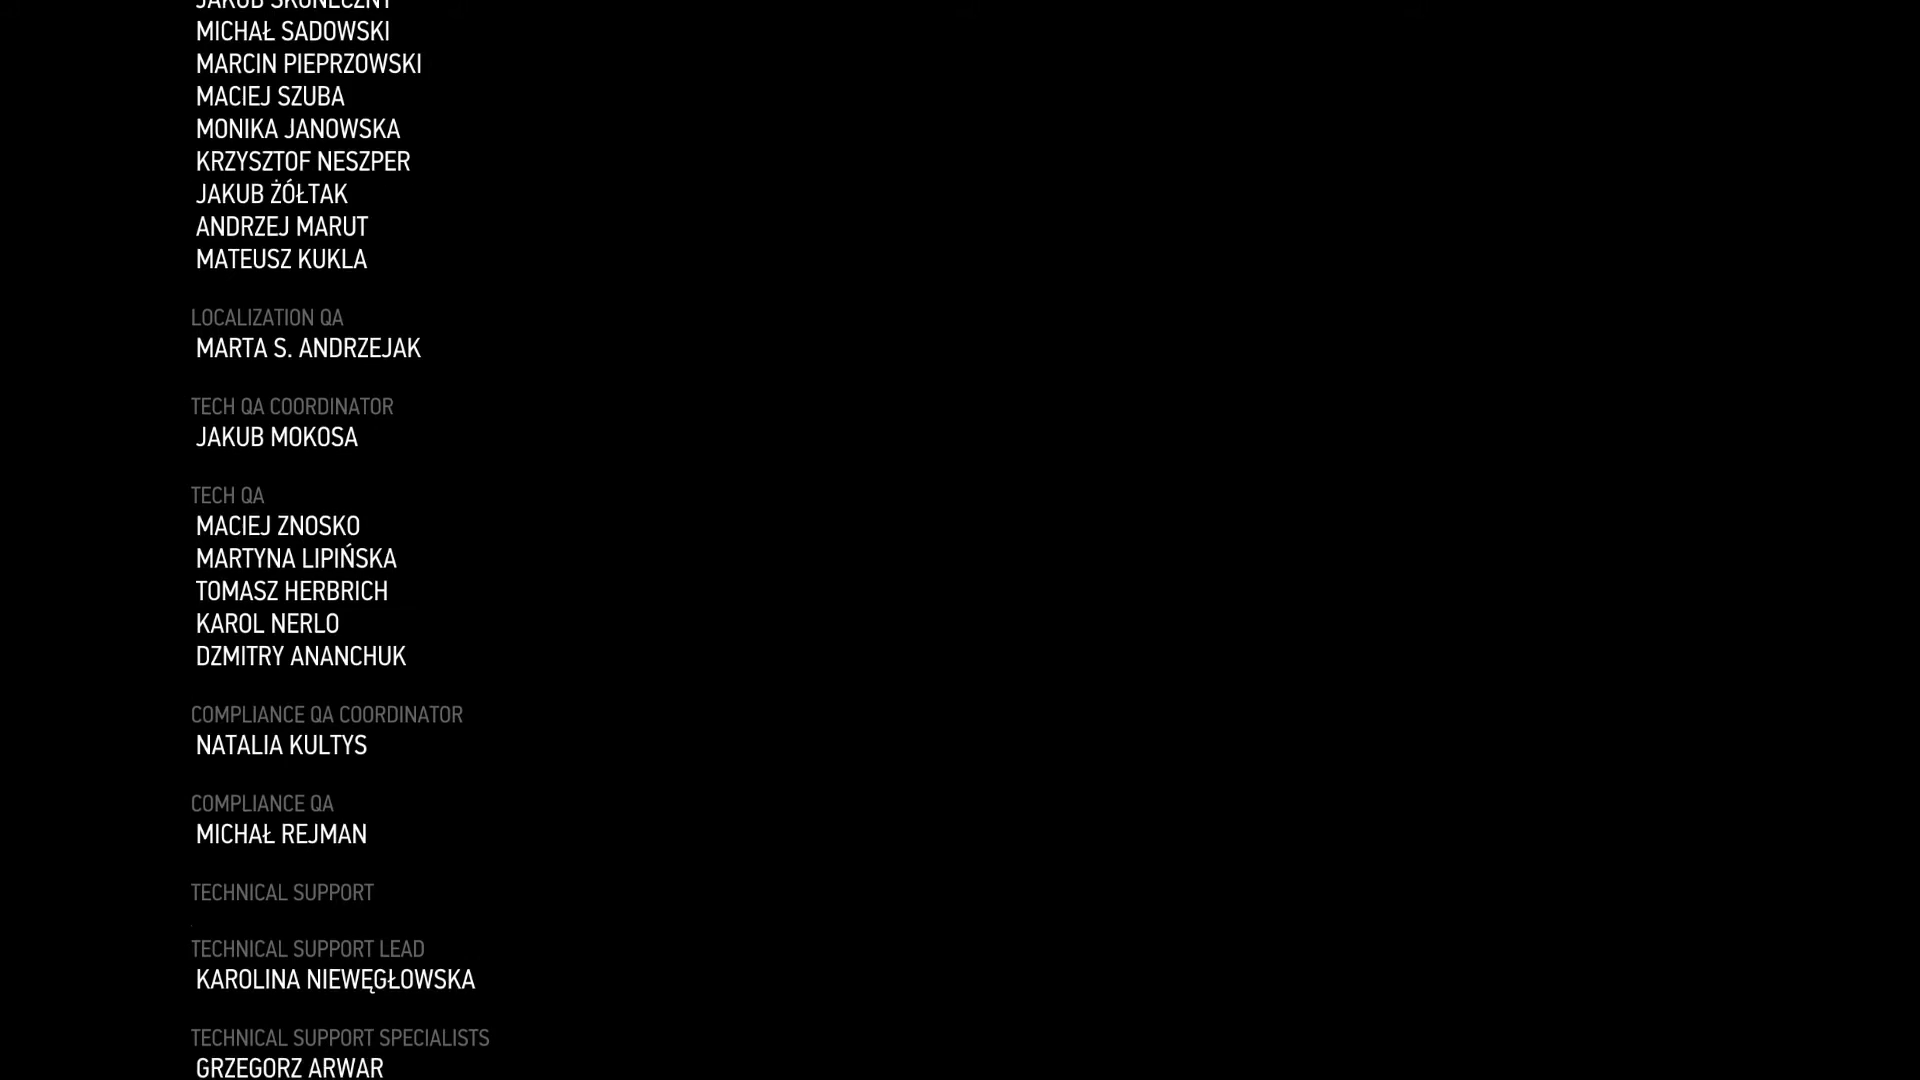 JAKUB SKONECZNY
MICHAŁ SADOWSKI
MARCIN PIEPRZOWSKI
MACIEJ SZUBA
MONIKA JANOWSKA
KRZYSZTOF NESZPER
JAKUB ŻÓŁTAK
ANDRZEJ MARUT
MATEUSZ KUKLA
LOCALIZATION QA
MARTA S. ANDRZEJAK
TECH QA COORDINATOR
JAKUB MOKOSA
TECH QA
MACIEJ ZNOSKO
MARTYNA LIPIŃSKA
TOMASZ HERBRICH
KAROL NERLO
DZMITRY ANANCHUK
COMPLIANCE QA COORDINATOR
NATALIA KULTYS
COMPLIANCE QA
MICHAŁ REJMAN
TECHNICAL SUPPORT
TECHNICAL SUPPORT LEAD
KAROLINA NIEWĘGŁOWSKA
TECHNICAL SUPPORT SPECIALISTS
GRZEGORZ ARWAR